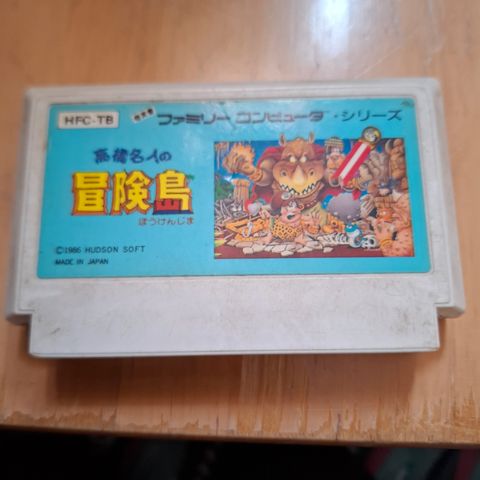 HFC-TB
ファミリー コンピュータ・シリーズ
高橋名人の
冒険島
ぼうけんじま
©1986 HUDSON SOFT
MADE IN JAPAN